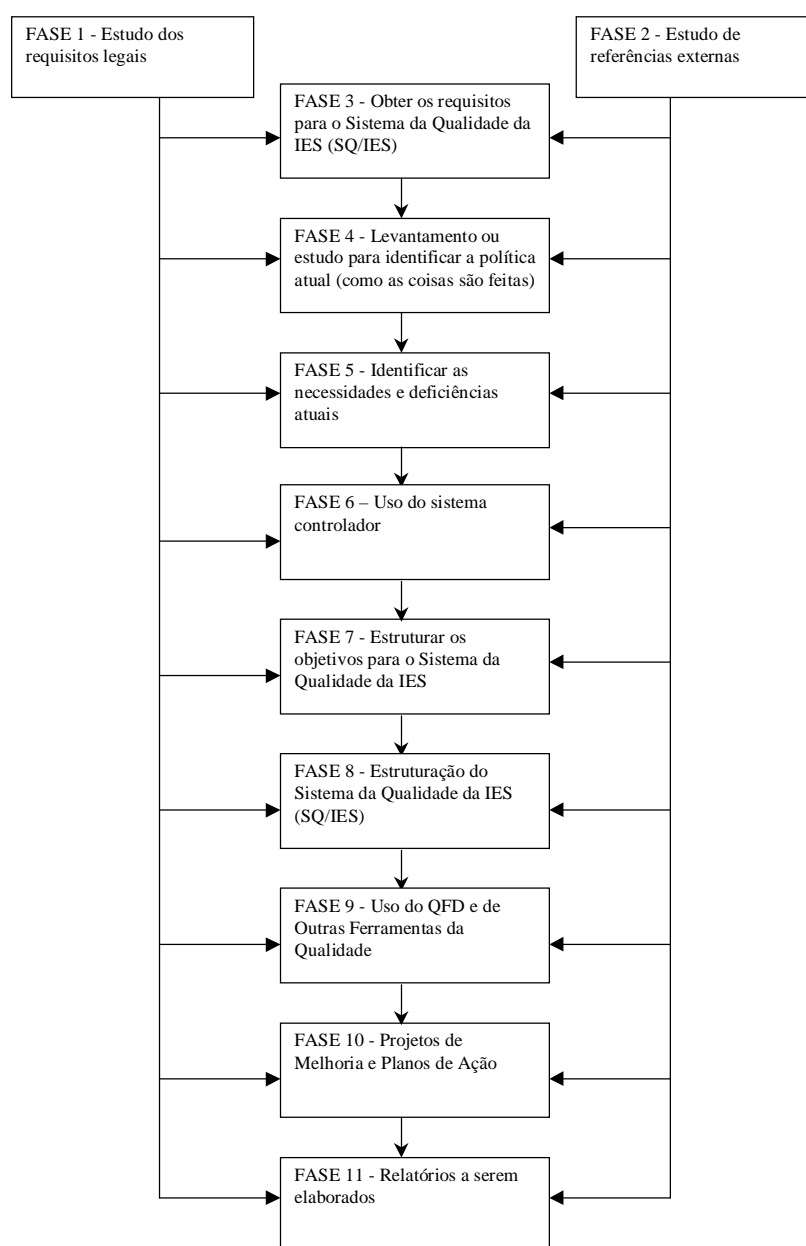 FASE 1 - Estudo dos
requisitos legais
FASE 2 - Estudo de
referências externas
FASE 3 - Obter os requisitos
para o Sistema da Qualidade da
IES (SQ/IES)
FASE 4 - Levantamento ou
estudo para identificar a política
atual (como as coisas são feitas)
FASE 5 - Identificar as
necessidades e deficiências
atuais
FASE 6 – Uso do sistema
controlador
FASE 7 - Estruturar os
objetivos para o Sistema da
Qualidade da IES
FASE 8 - Estruturação do
Sistema da Qualidade da IES
(SQ/IES)
FASE 9 - Uso do QFD e de
Outras Ferramentas da
Qualidade
FASE 10 - Projetos de
Melhoria e Planos de Ação
FASE 11 - Relatórios a serem
elaborados